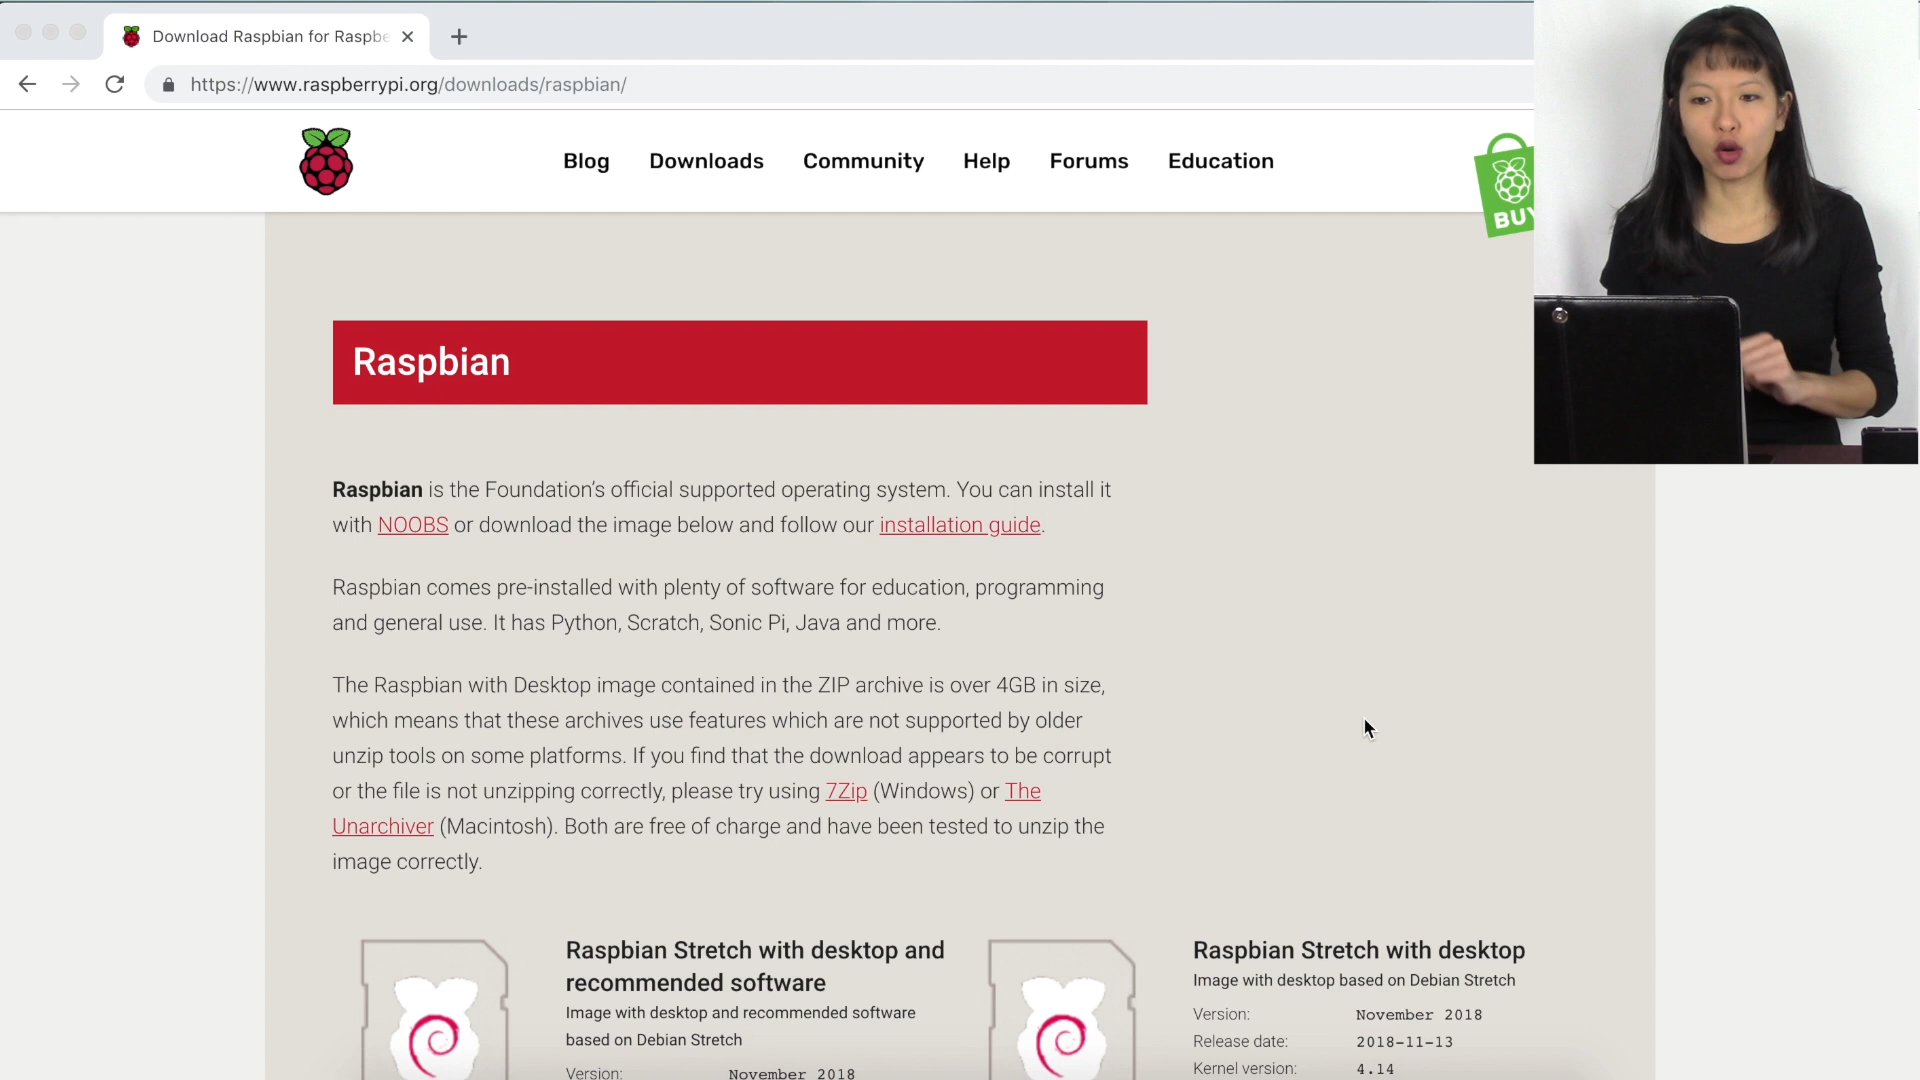 Download Raspbian for Raspbe
https://www.raspberrypi.org/downloads/raspbian/
Blog Downloads Community Help Forums Education
BUY
Raspbian
Raspbian is the Foundation’s official supported operating system. You can install it
with NOOBS or download the image below and follow our installation guide.
Raspbian comes pre-installed with plenty of software for education, programming
and general use. It has Python, Scratch, Sonic Pi, Java and more.
The Raspbian with Desktop image contained in the ZIP archive is over 4GB in size,
which means that these archives use features which are not supported by older
unzip tools on some platforms. If you find that the download appears to be corrupt
or the file is not unzipping correctly, please try using 7Zip (Windows) or The
Unarchiver (Macintosh). Both are free of charge and have been tested to unzip the
image correctly.
Raspbian Stretch with desktop and
recommended software
Image with desktop and recommended software
based on Debian Stretch
Version: November 2018
Raspbian Stretch with desktop
Image with desktop based on Debian Stretch
Version: November 2018
Release date: 2018-11-13
Kernel version: 4.14